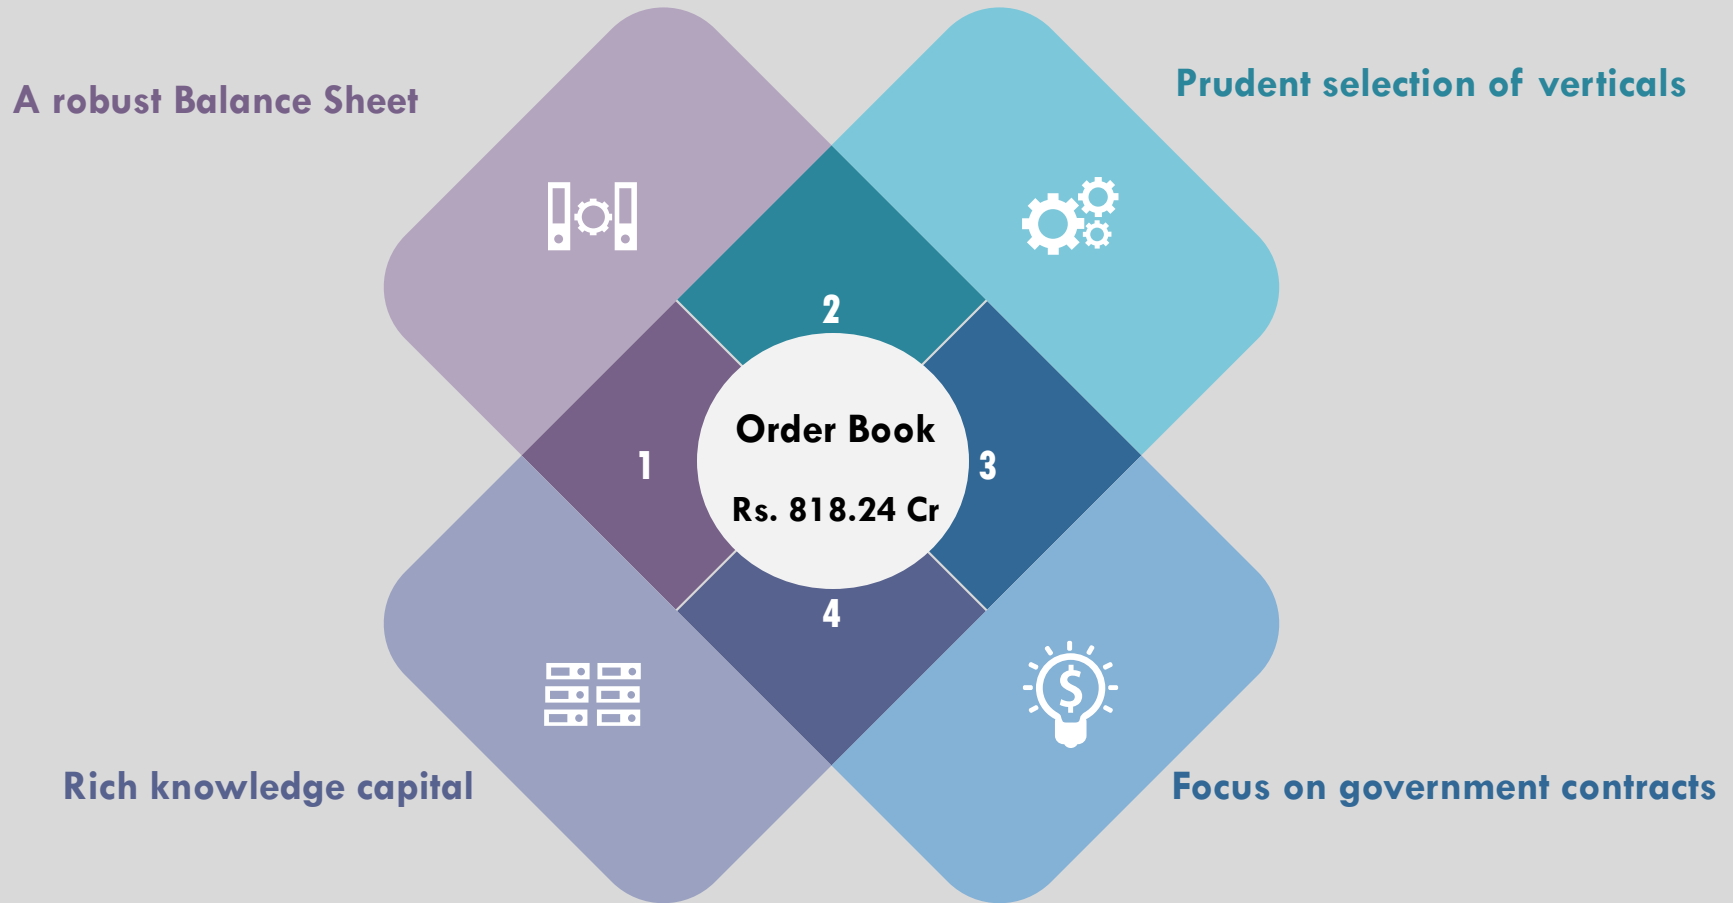 A robust Balance Sheet
Prudent selection of verticals
2
1
Order Book
3
Rs. 818.24 Cr
4
Rich knowledge capital
Focus on government contracts